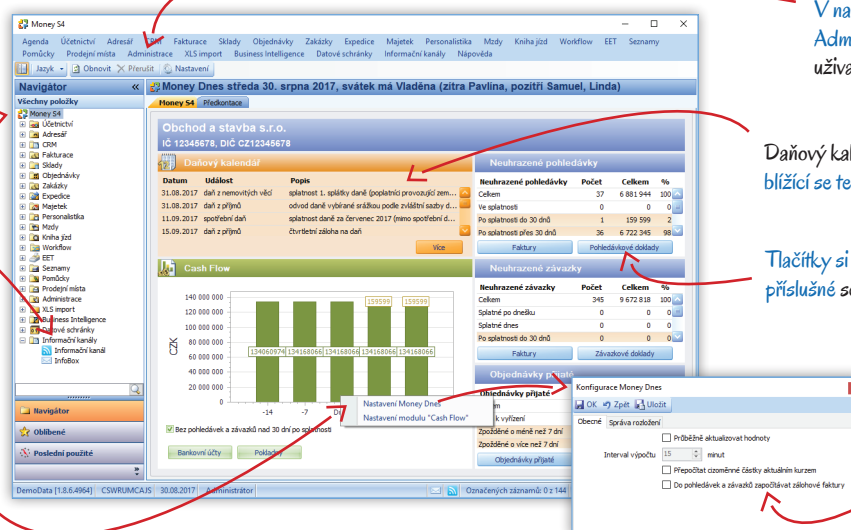 Money S4
Agenda Účetnictví Adresář CRM Fakturace Sklady Objednávky Zakázky Expedice Majetek Personalistika Mzdy Kniha jízd Workflow EET Seznamy
Pomůcky Prodejní místa Administrace XLS import Business Intelligence Datové schránky Informační kanály Nápověda
Jazyk Obnovit Přerušit Nastavení
Navigátor «
Money Dnes středa 30. srpna 2017, svátek má Vladěna (zítra Pavlína, pozítří Samuel, Linda)
Všechny položky
Money S4
Účetnictví
Adresář
CRM
Fakturace
Sklady
Objednávky
Zakázky
Expedice
Majetek
Personalistika
Mzdy
Kniha jízd
Workflow
EET
Seznamy
Pomůcky
Prodejní místa
Administrace
XLS import
Business Intelligence
Datové schránky
Informační kanály
Informační kanál
InfoBox
Navigátor
Oblíbené
Poslední použité
Money S4 Předkontace
Obchod a stavba s.r.o.
IČ 12345678, DIČ CZ12345678
Daňový kalendář
Datum Událost Popis
31.08.2017 daň z nemovitých věcí splatnost 1. splátky daně (poplatníci provozující zem...
31.08.2017 daň z příjmů odvod daně vybírané srážkou podle zvláštní sazby d...
11.09.2017 spotřební daň splatnost daně za červenec 2017 (mimo spotřební d...
15.09.2017 daň z příjmů čtvrtletní záloha na daň
Více
Cash Flow
CZK
140 000 000
120 000 000
100 000 000
80 000 000
60 000 000
40 000 000
20 000 000
0
159599 159599
134060974 134168066 134168066 134168066 134168066
-14 -7
Nastavení Money Dnes
Nastavení modulu "Cash Flow"
Bez pohledávek a závazků nad 30 dní po splatnosti
Bankovní účty Pokladny
Neuhrazené pohledávky
Neuhrazené pohledávky Počet Celkem %
Celkem 37 6 881 944 100
Ve splatnosti 0 0 0
Po splatnosti do 30 dnů 1 159 599 2
Po splatnosti přes 30 dnů 36 6 722 345 98
Faktury Pohledávkové doklady
Neuhrazené závazky
Neuhrazené závazky Počet Celkem %
Celkem 345 9 672 818 100
Splatné po dnešku 0 0 0
Splatné dnes 0 0 0
Po splatnosti do 30 dnů 0 0 0
Faktury Závazkové doklady
Objednávky přijaté
Objednávky přijaté
k vyřízení
Zpožděné o méně než 7 dní
Zpožděné o více než 7 dní
Objednávky přijaté
DemoData [1.8.6.4964] CSWRUMCAJS 30.08.2017 Administrátor Označených záznamů: 0 z 144
Konfigurace Money Dnes
OK Zpět Uložit
Obecné Správa rozložení
Průběžně aktualizovat hodnoty
Interval výpočtu 15 minut
Přepočítat cizoměnné částky aktuálním kurzem
Do pohledávek a závazků započítávat zálohové faktury
V na
Adm
uživa
Daňový kal
blížící se te
Tlačítky si
příslušné se